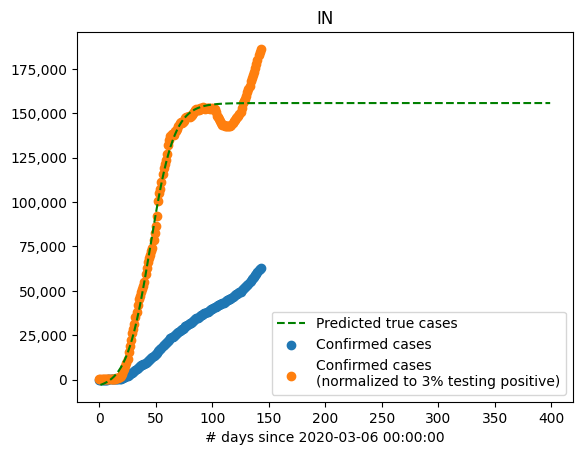 IN
175,000
150,000
125,000
100,000
75,000
50,000
25,000
0
Predicted true cases
Confirmed cases
Confirmed cases
(normalized to 3% testing positive)
0 50 100 150 200 250 300 350 400
# days since 2020-03-06 00:00:00